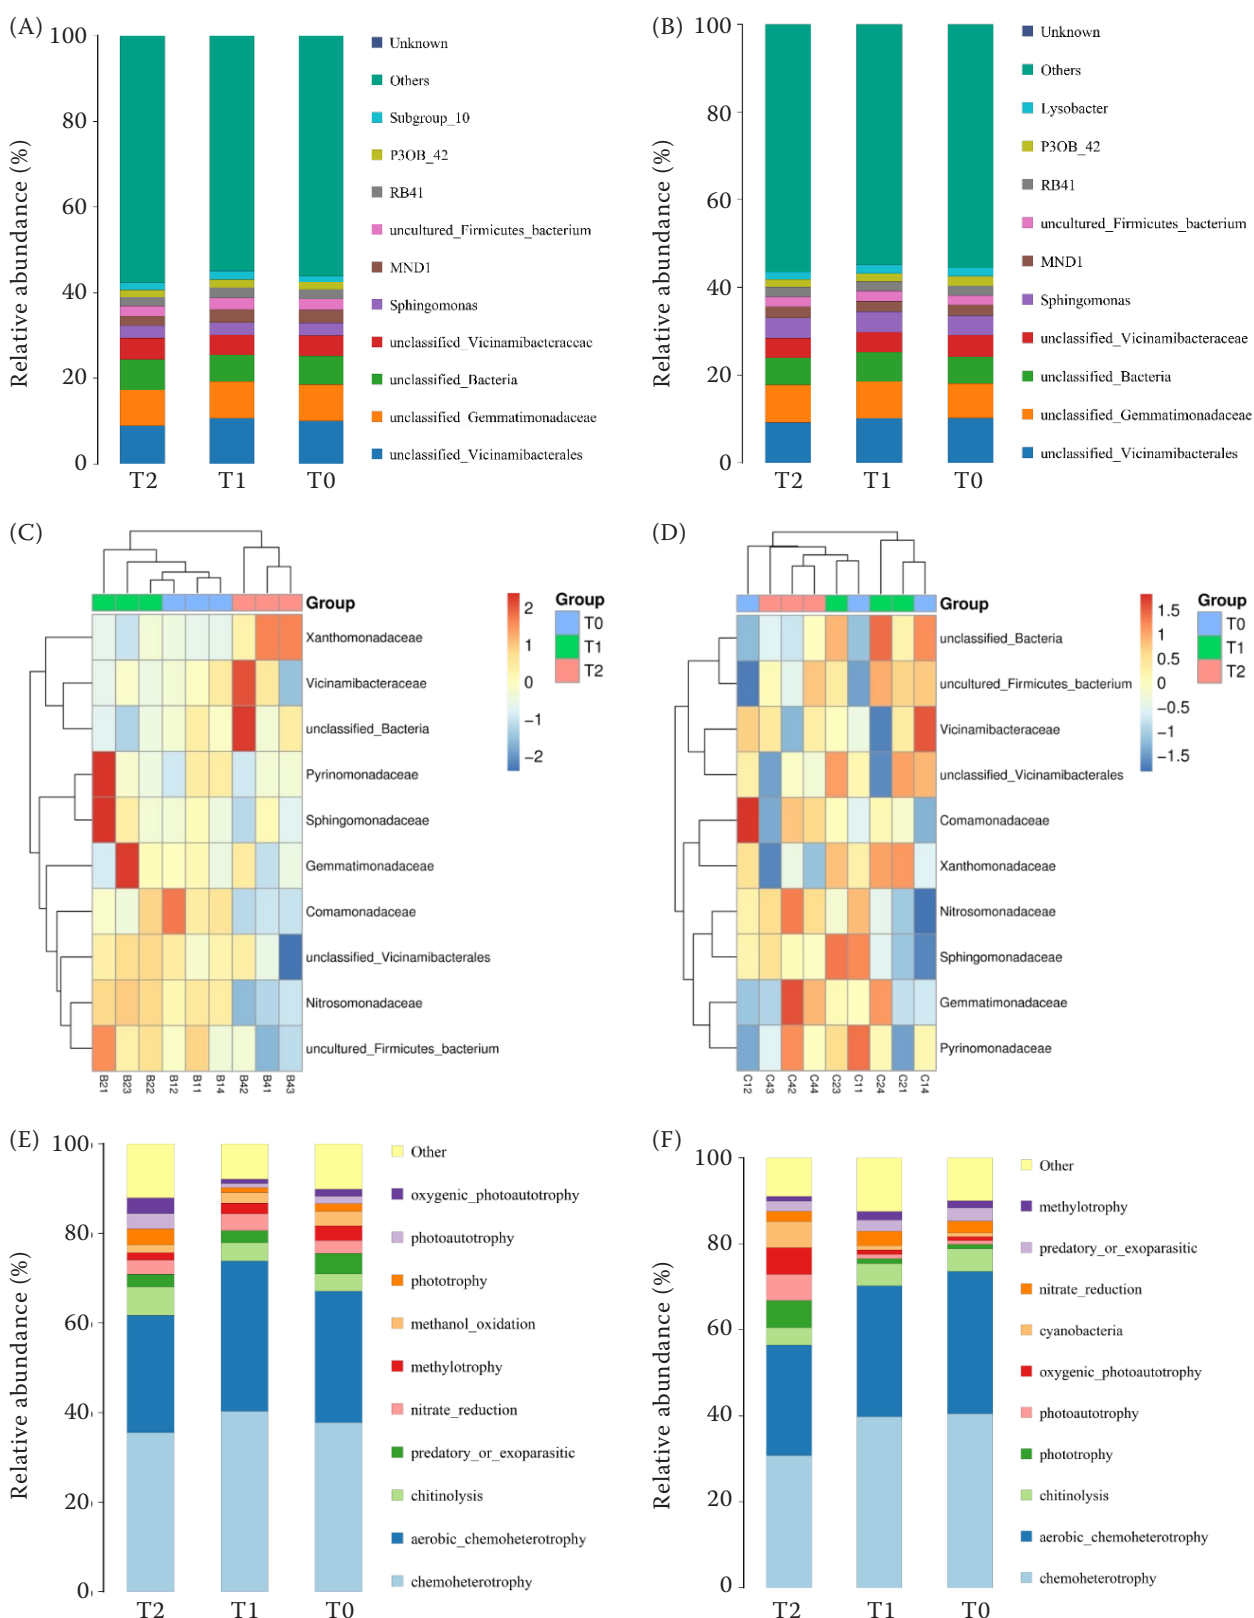 (A)
Relative abundance (%)
100
80
60
40
20
0
T2 T1 T0
Unknown
Others
Subgroup_10
P3OB_42
RB41
uncultured_Firmicutes_bacterium
MND1
Sphingomonas
unclassified_Vicinamibacteraceae
unclassified_Bacteria
unclassified_Gemmatimonadaceae
unclassified_Vicinamibacterales
(B)
Relative abundance (%)
100
80
60
40
20
0
T2 T1 T0
Unknown
Others
Lysobacter
P3OB_42
RB41
uncultured_Firmicutes_bacterium
MND1
Sphingomonas
unclassified_Vicinamibacteraceae
unclassified_Bacteria
unclassified_Gemmatimonadaceae
unclassified_Vicinamibacterales
(C)
Group
Xanthomonadaceae
Vicinamibacteraceae
unclassified_Bacteria
Pyrinomonadaceae
Sphingomonadaceae
Gemmatimonadaceae
Comamonadaceae
unclassified_Vicinamibacterales
Nitrosomonadaceae
uncultured_Firmicutes_bacterium
B21 B23 B22 B12 B11 B14 B42 B41 B43
2
1
0
−1
−2
Group
T0
T1
T2
(D)
Group
unclassified_Bacteria
uncultured_Firmicutes_bacterium
Vicinamibacteraceae
unclassified_Vicinamibacterales
Comamonadaceae
Xanthomonadaceae
Nitrosomonadaceae
Sphingomonadaceae
Gemmatimonadaceae
Pyrinomonadaceae
C12 C43 C42 C44 C23 C11 C24 C21 C14
1.5
1
0.5
0
−0.5
−1
−1.5
Group
T0
T1
T2
(E)
Relative abundance (%)
100
80
60
40
20
0
T2 T1 T0
Other
oxygenic_photoautotrophy
photoautotrophy
phototrophy
methanol_oxidation
methylotrophy
nitrate_reduction
predatory_or_exoparasitic
chitinolysis
aerobic_chemoheterotrophy
chemoheterotrophy
(F)
Relative abundance (%)
100
80
60
40
20
0
T2 T1 T0
Other
methylotrophy
predatory_or_exoparasitic
nitrate_reduction
cyanobacteria
oxygenic_photoautotrophy
photoautotrophy
phototrophy
chitinolysis
aerobic_chemoheterotrophy
chemoheterotrophy